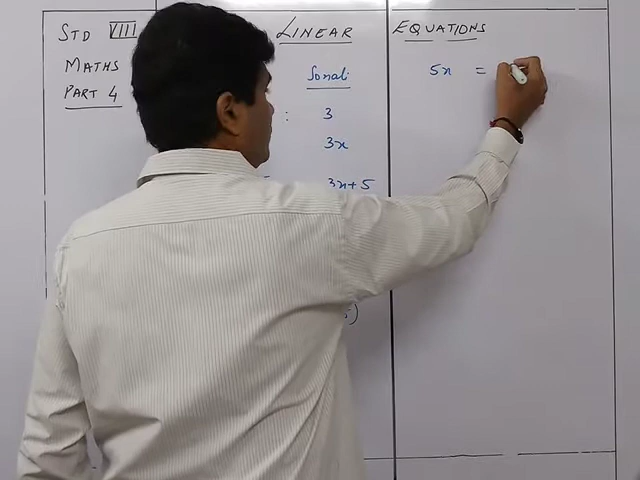 STD VIII LINEAR EQUATIONS
MATHS
PART 4
Sonali
: 3
3x
3x+5
5x =